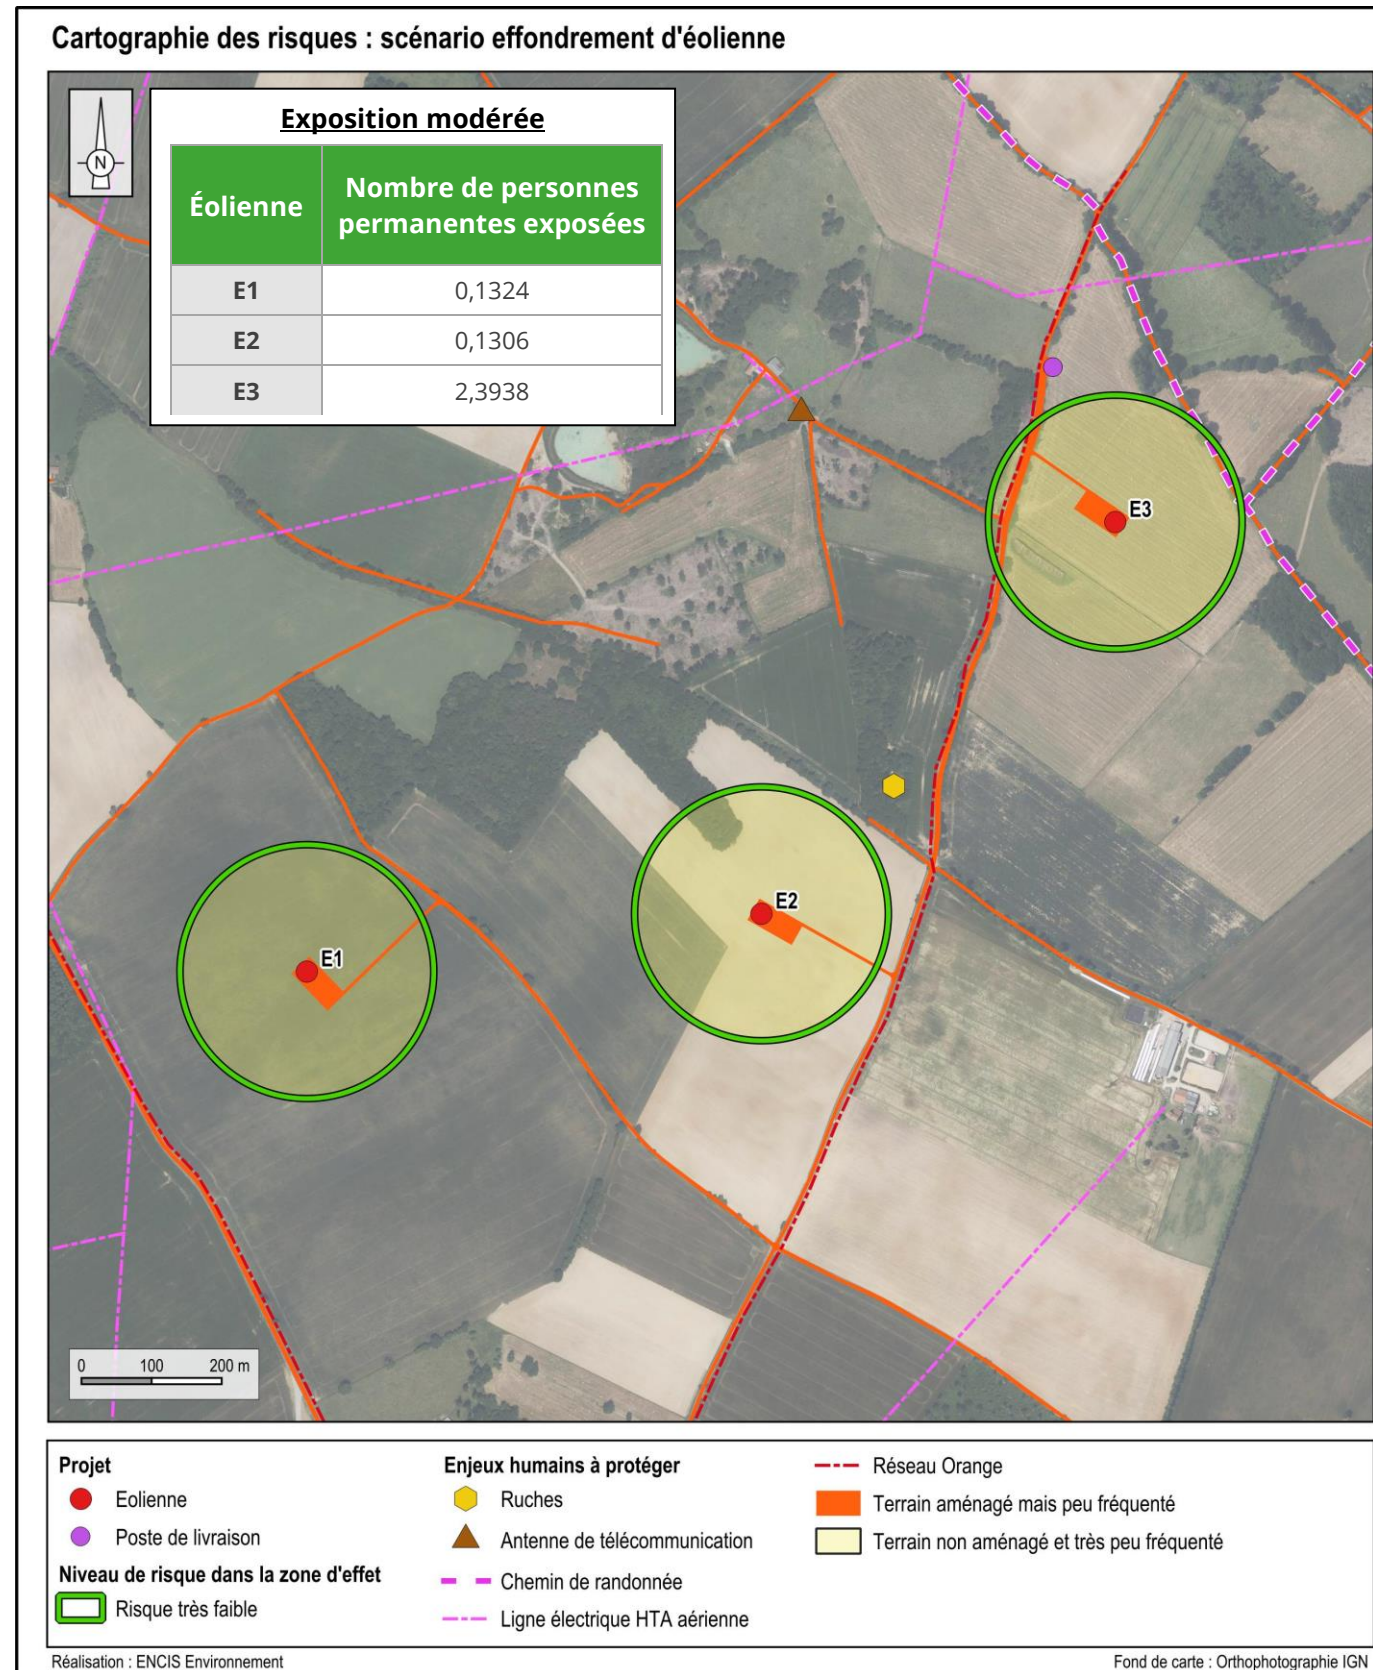 Cartographie des risques : scénario effondrement d'éolienne
N
Exposition modérée
Éolienne
Nombre de personnes
permanentes exposées
E1
0,1324
E2
0,1306
E3
2,3938
E3
E2
E1
0 100 200 m
Projet
Eolienne
Poste de livraison
Niveau de risque dans la zone d'effet
Risque très faible
Enjeux humains à protéger
Ruches
Antenne de télécommunication
Chemin de randonnée
Ligne électrique HTA aérienne
Réseau Orange
Terrain aménagé mais peu fréquenté
Terrain non aménagé et très peu fréquenté
Réalisation : ENCIS Environnement
Fond de carte : Orthophotographie IGN